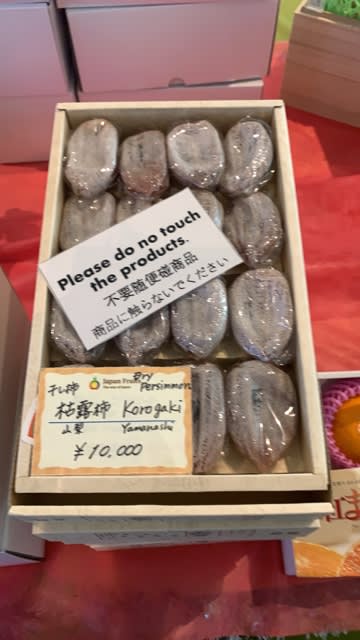 Please do no touch
the products.
不要隨便碰商品
商品に触らないでください
干し柿
Japan Fruit
Dry
Persimmon
枯露柿 Korogaki
山梨 Yamanashi
¥10,000